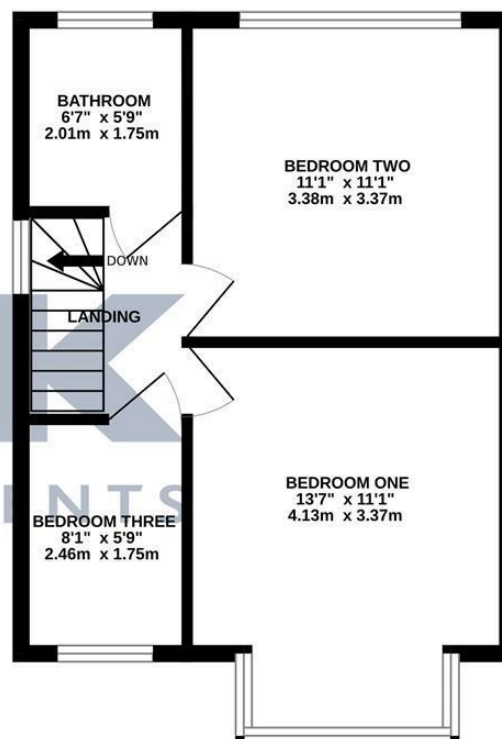 BATHROOM
6'7" x 5'9"
2.01m x 1.75m
BEDROOM TWO
11'1" x 11'1"
3.38m x 3.37m
DOWN
LANDING
K
ENTS
BEDROOM ONE
13'7" x 11'1"
4.13m x 3.37m
BEDROOM THREE
8'1" x 5'9"
2.46m x 1.75m